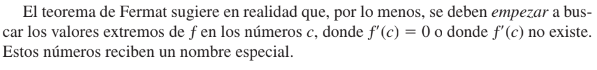 El teorema de Fermat sugiere en realidad que, por lo menos, se deben empezar a bus-
car los valores extremos de f en los números c, donde f′(c) = 0 o donde f′(c) no existe.
Estos números reciben un nombre especial.